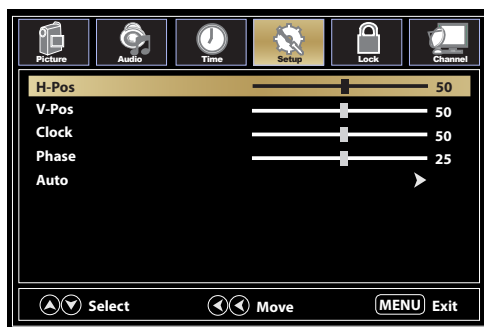 Picture Audio Time Setup Lock Channel
H-Pos 50
V-Pos 50
Clock 50
Phase 25
Auto
Select Move MENU Exit